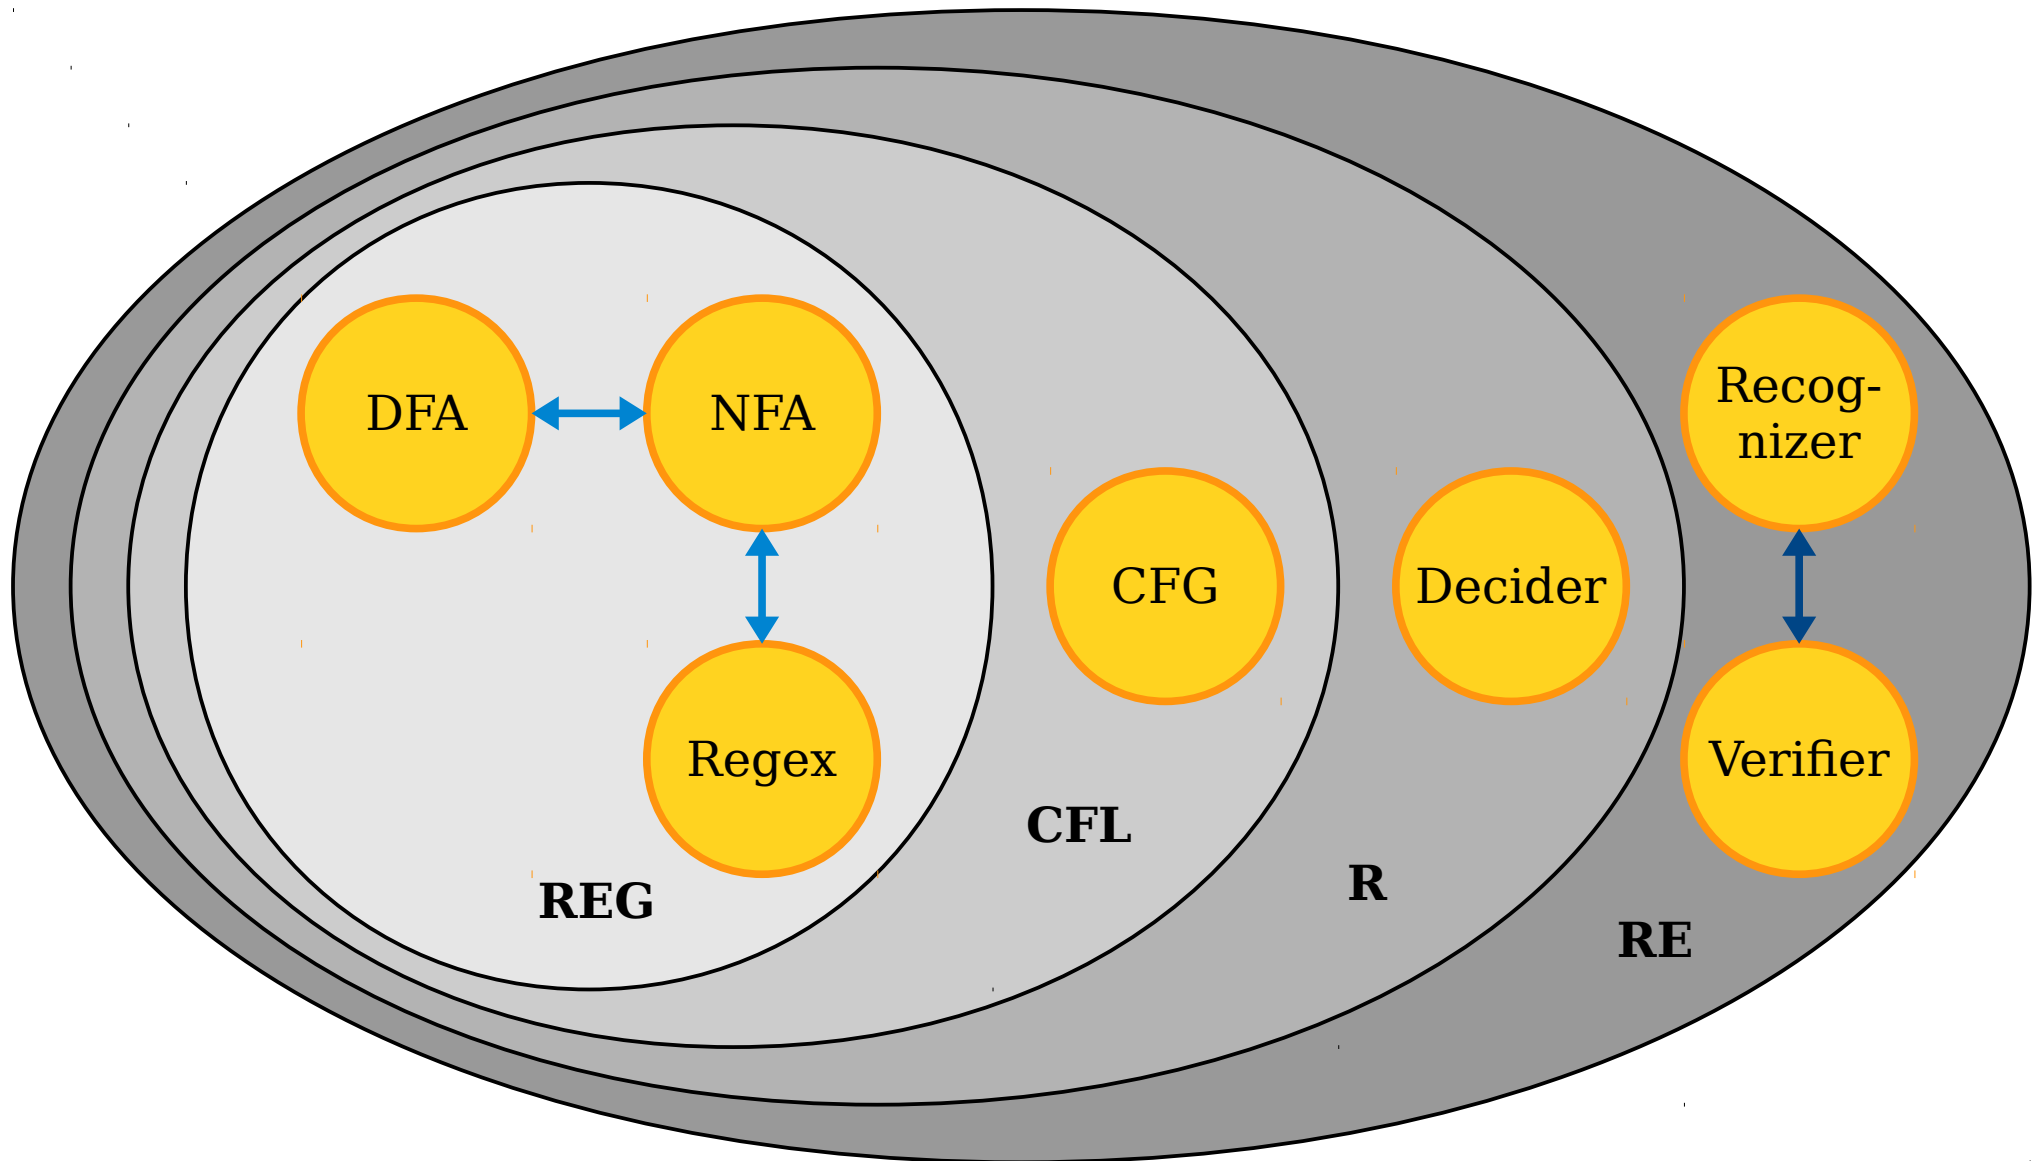 DFA
NFA
Regex
REG
CFG
CFL
Decider
R
Recog-
nizer
Verifier
RE